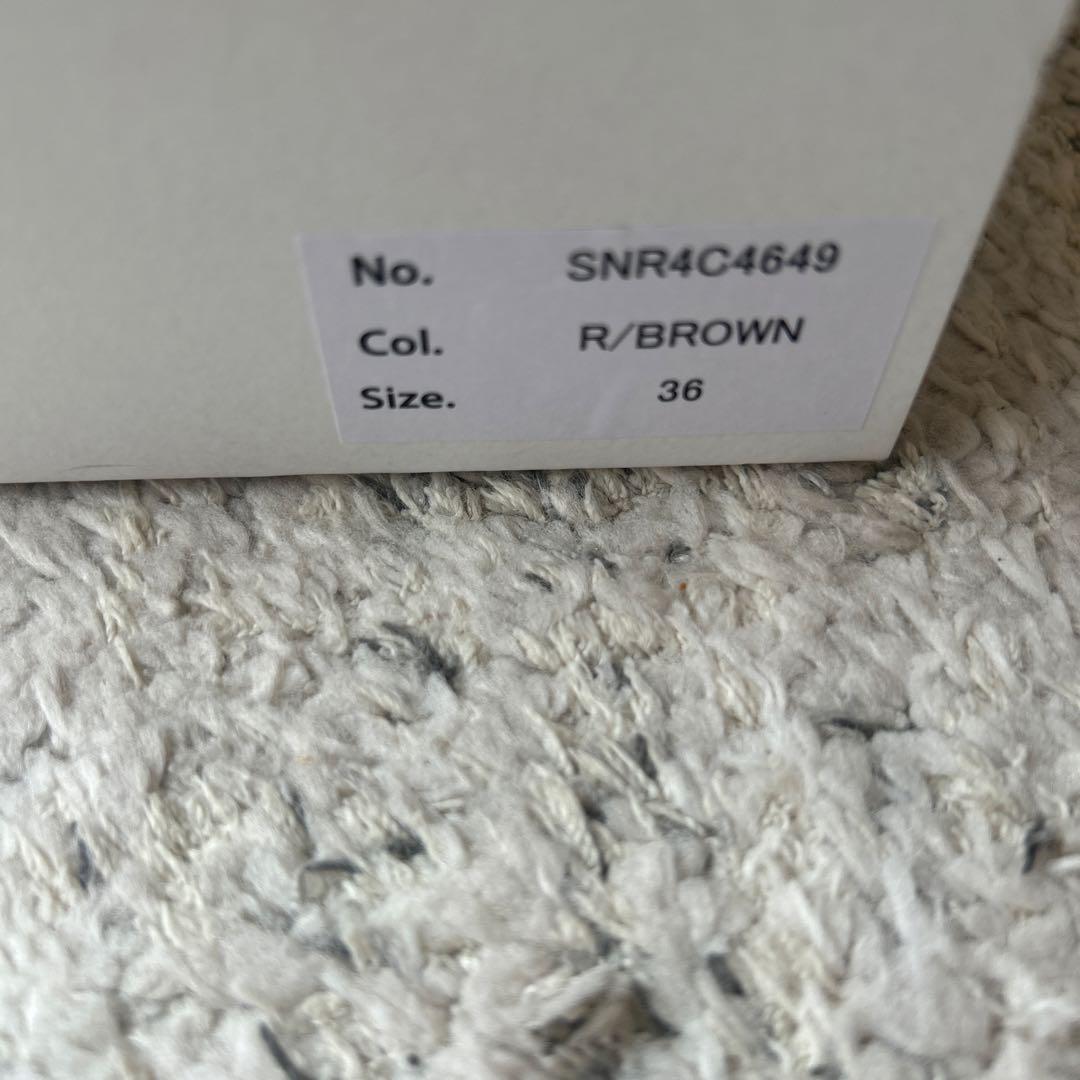 No. SNR4C4649
Col. R/BROWN
Size. 36